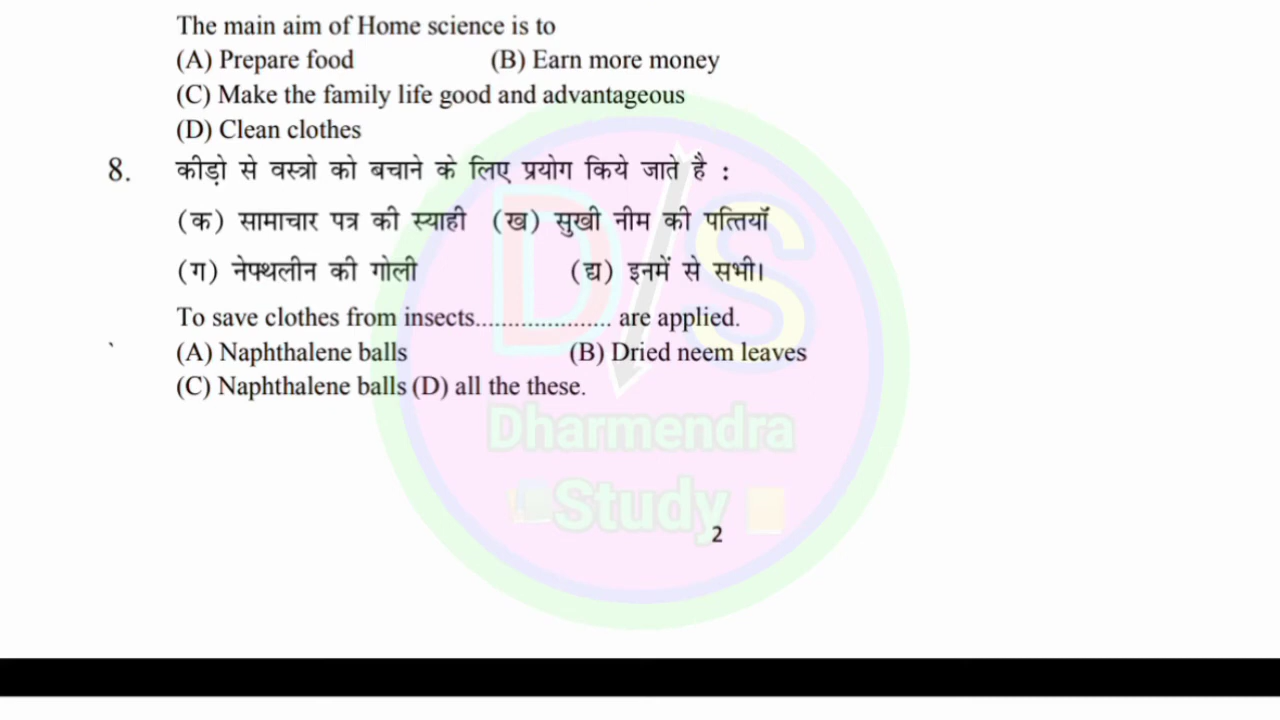 The main aim of Home science is to
(A) Prepare food (B) Earn more money
(C) Make the family life good and advantageous
(D) Clean clothes
8. कीड़ो से वस्त्रो को बचाने के लिए प्रयोग किये जाते है :
(क) सामाचार पत्र की स्याही (ख) सुखी नीम की पत्तियॉ
(ग) नेफ्थलीन की गोली (द्य) इनमें से सभी।
To save clothes from insects..................... are applied.
(A) Naphthalene balls (B) Dried neem leaves
(C) Naphthalene balls (D) all the these.
D/S
Dharmendra
Study
2